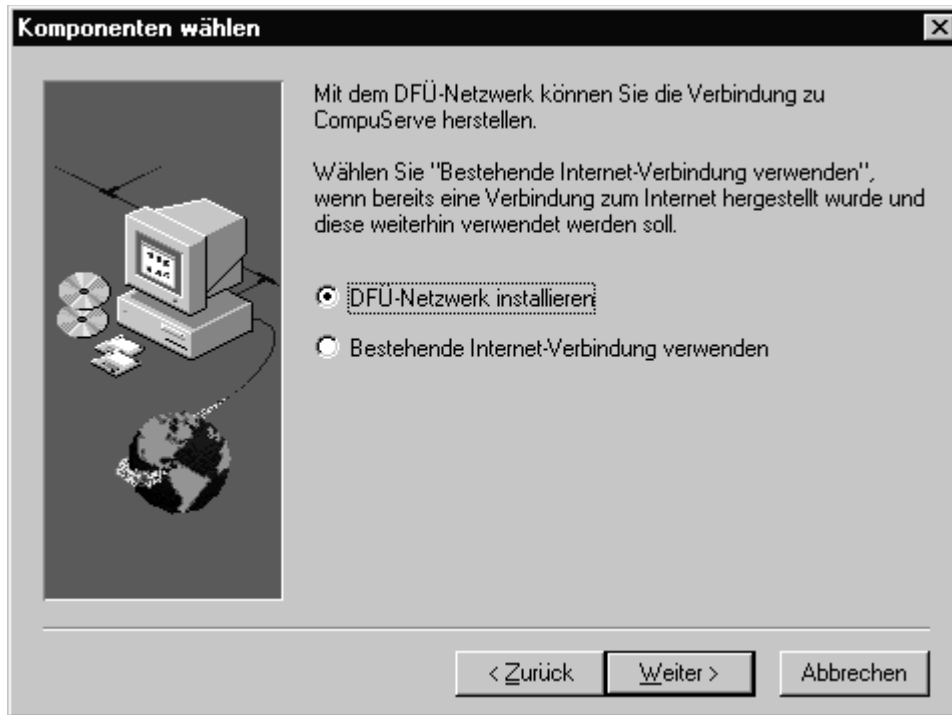 Komponenten wählen
Mit dem DFÜ-Netzwerk können Sie die Verbindung zu
CompuServe herstellen.
Wählen Sie "Bestehende Internet-Verbindung verwenden",
wenn bereits eine Verbindung zum Internet hergestellt wurde und
diese weiterhin verwendet werden soll.
DFÜ-Netzwerk installieren
Bestehende Internet-Verbindung verwenden
< Zurück
Weiter >
Abbrechen